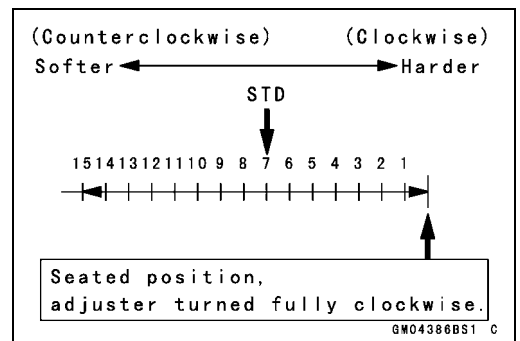 (Counterclockwise) (Clockwise)
Softer Harder
STD
15 14 13 12 11 10 9 8 7 6 5 4 3 2 1
Seated position,
adjuster turned fully clockwise.
GM04386BS1 C